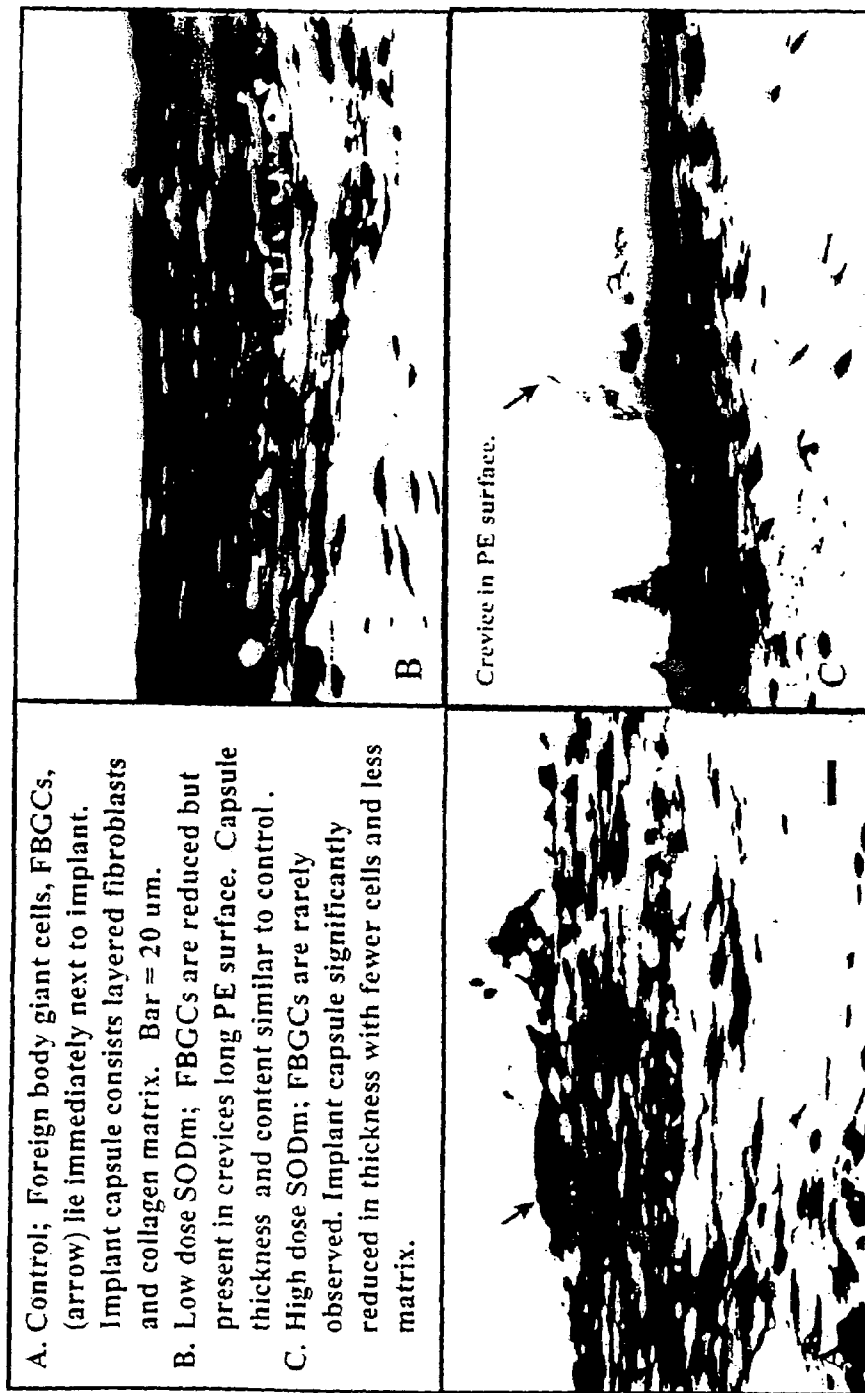 A. Control; Foreign body giant cells, FBGCs,
(arrow) lie immediately next to implant.
Implant capsule consists layered fibroblasts
and collagen matrix. Bar = 20 um.
B. Low dose SODm; FBGCs are reduced but
present in crevices long PE surface. Capsule
thickness and content similar to control.
C. High dose SODm; FBGCs are rarely
observed. Implant capsule significantly
reduced in thickness with fewer cells and less
matrix.
B
Crevice in PE surface.
C